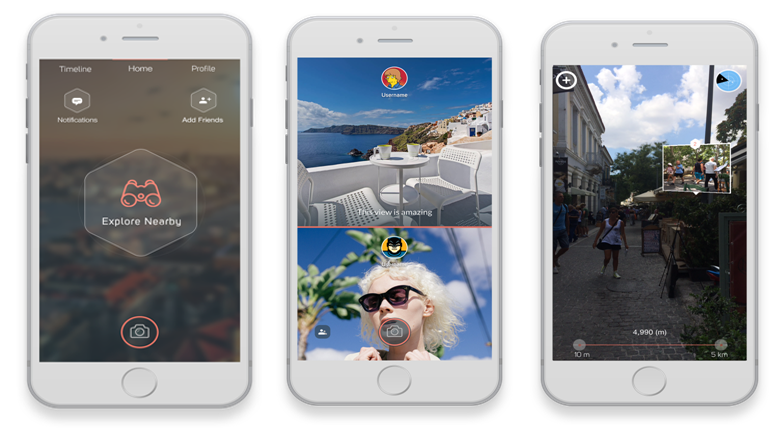 Timeline Home Profile
Notifications Add Friends
Explore Nearby
Username
This view is amazing
4,990 (m)
10 m 5 km